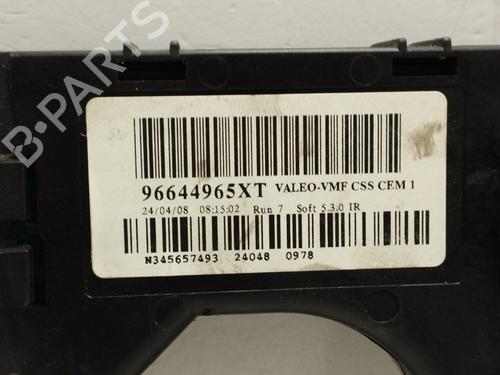 96644965XT VALEO-VMF CSS CEM 1
24/04/08 08:15:02 Run 7 Soft 5.3.0 IR
N345657493 24048 0978
B-PARTS